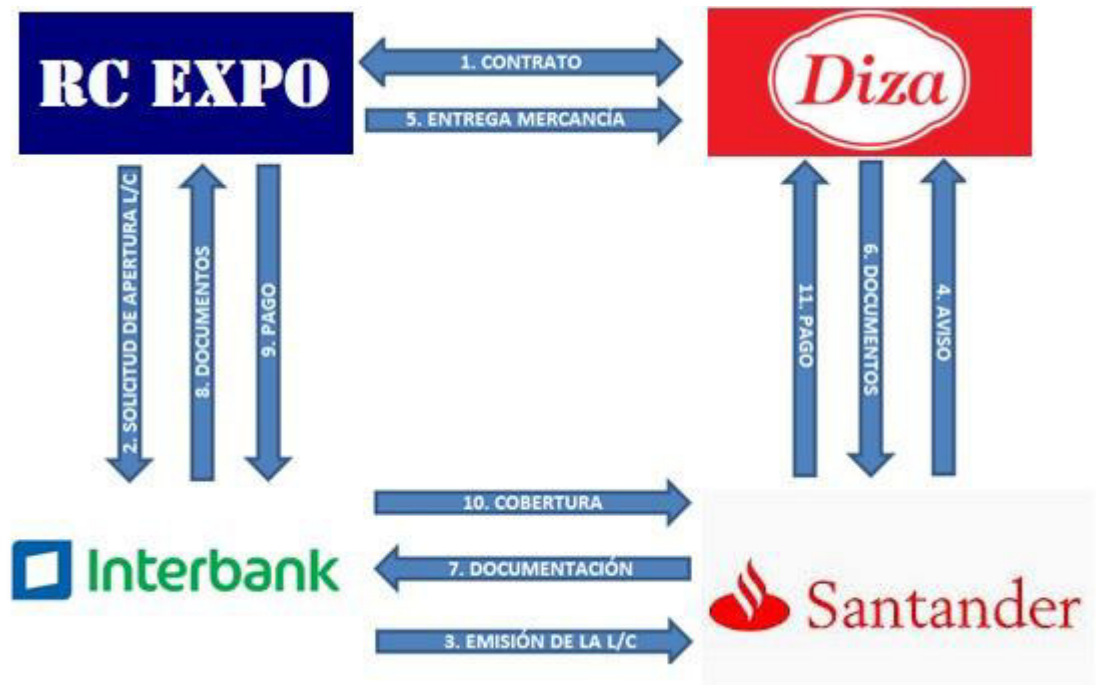 RC EXPO
1. CONTRATO
5. ENTREGA MERCANCÍA
Diza
2. SOLICITUD DE APERTURA L/C
8. DOCUMENTOS
9. PAGO
11. PAGO
6. DOCUMENTOS
4. AVISO
Interbank
10. COBERTURA
7. DOCUMENTACIÓN
3. EMISIÓN DE LA L/C
Santander